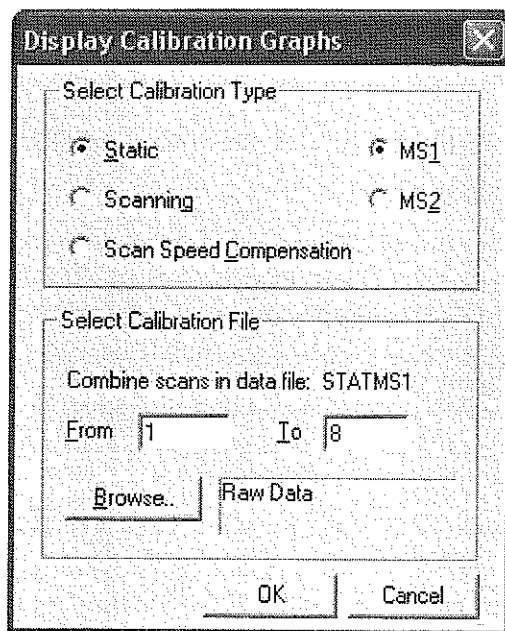 Display Calibration Graphs
Select Calibration Type
Static MS1
Scanning MS2
Scan Speed Compensation
Select Calibration File
Combine scans in data file: STATMS1
From 1 To 8
Browse.. Raw Data
OK Cancel